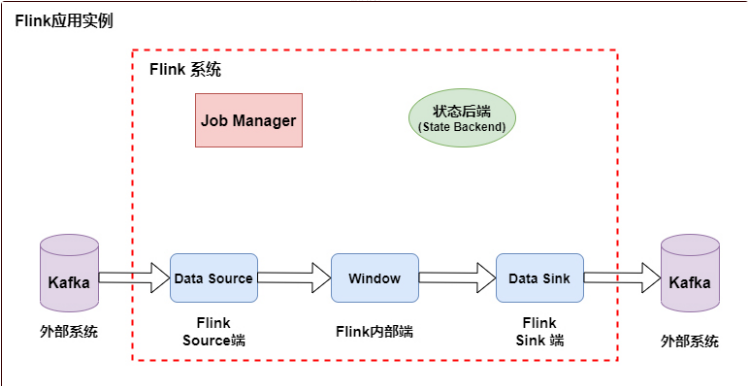 Flink应用实例
Flink 系统
Job Manager
状态后端
(State Backend)
Kafka
Data Source
Window
Data Sink
Kafka
外部系统
Flink
Source端
Flink内部端
Flink
Sink 端
外部系统